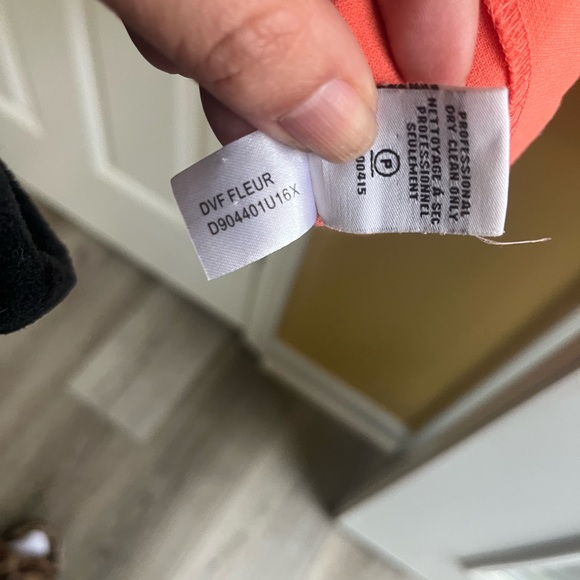 DVF FLEUR
D904401U16X
PROFESSIONAL
DRY CLEAN ONLY
NETTOYAGE À SEC
PROFESSIONNEL
SEULEMENT
P
00415